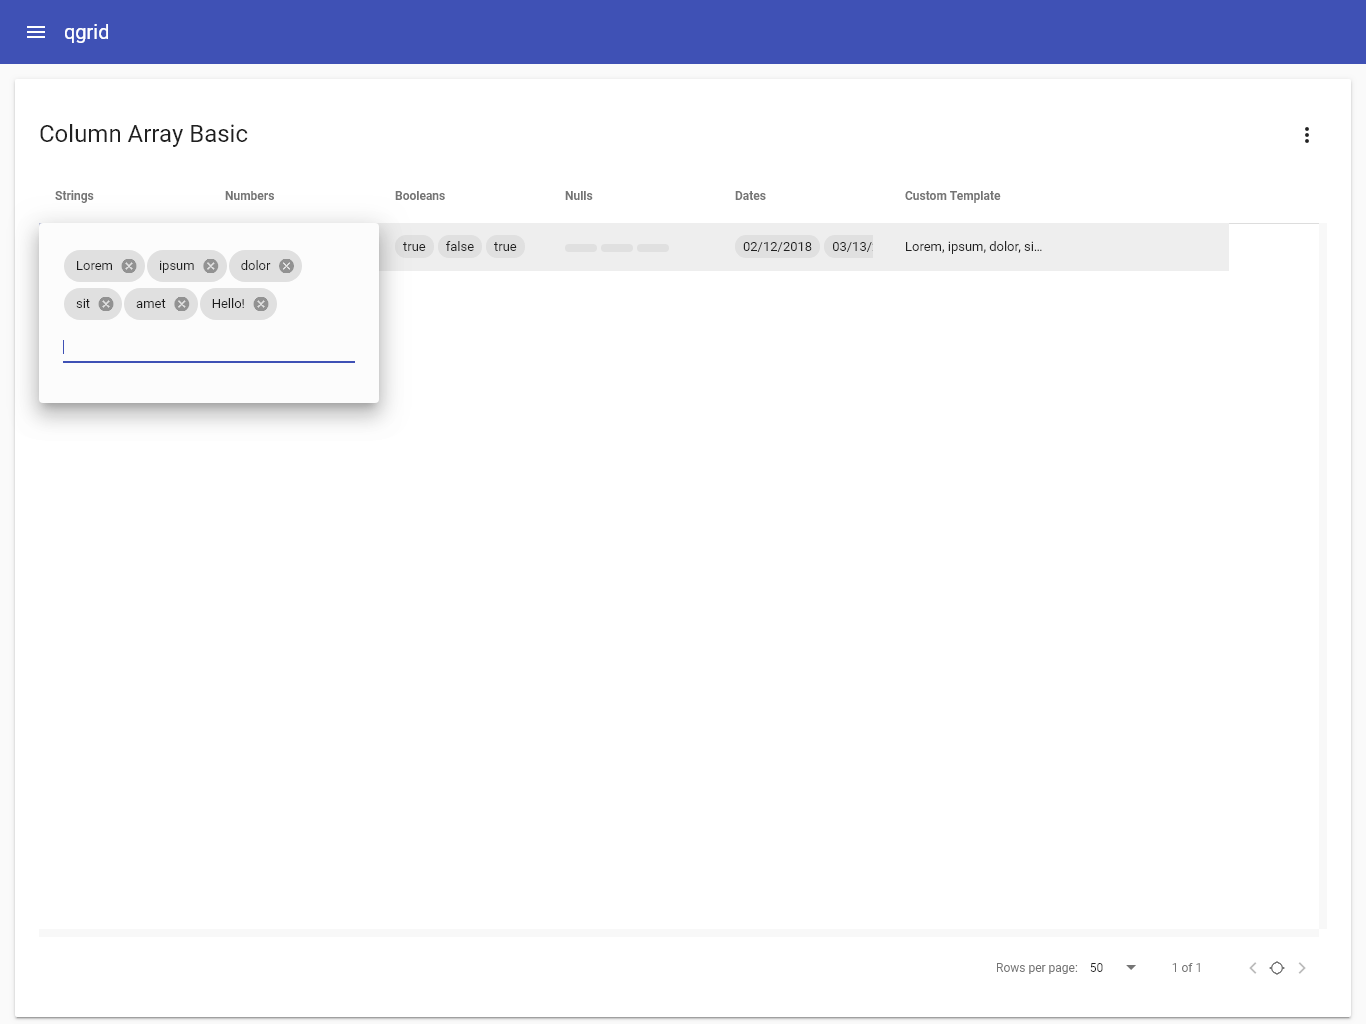 qgrid
Column Array Basic
Strings Numbers Booleans Nulls Dates Custom Template
Lorem ipsum dolor
sit amet Hello!
true false true 02/12/2018 03/13/ Lorem, ipsum, dolor, si...
Rows per page: 50 1 of 1